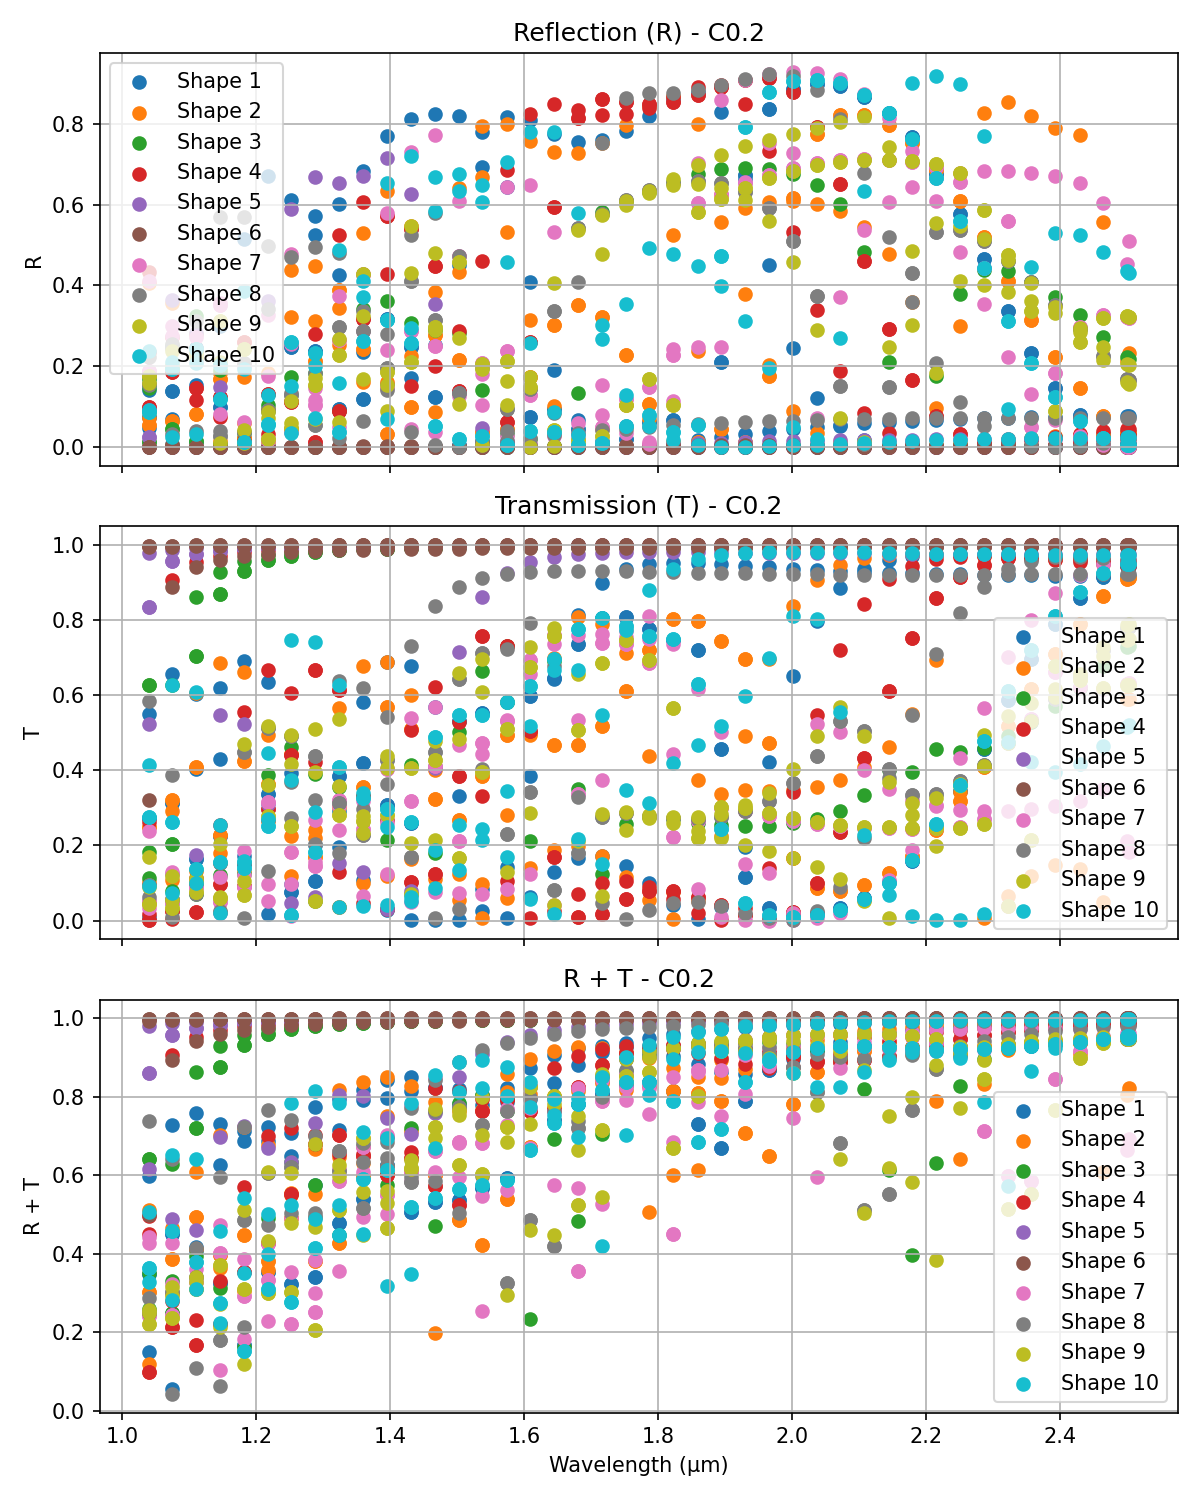 Reflection (R) - C0.2
R
0.8
0.6
0.4
0.2
0.0
Shape 1
Shape 2
Shape 3
Shape 4
Shape 5
Shape 6
Shape 7
Shape 8
Shape 9
Shape 10
Transmission (T) - C0.2
T
1.0
0.8
0.6
0.4
0.2
0.0
Shape 1
Shape 2
Shape 3
Shape 4
Shape 5
Shape 6
Shape 7
Shape 8
Shape 9
Shape 10
R + T - C0.2
R + T
1.0
0.8
0.6
0.4
0.2
0.0
Shape 1
Shape 2
Shape 3
Shape 4
Shape 5
Shape 6
Shape 7
Shape 8
Shape 9
Shape 10
1.0 1.2 1.4 1.6 1.8 2.0 2.2 2.4
Wavelength (μm)